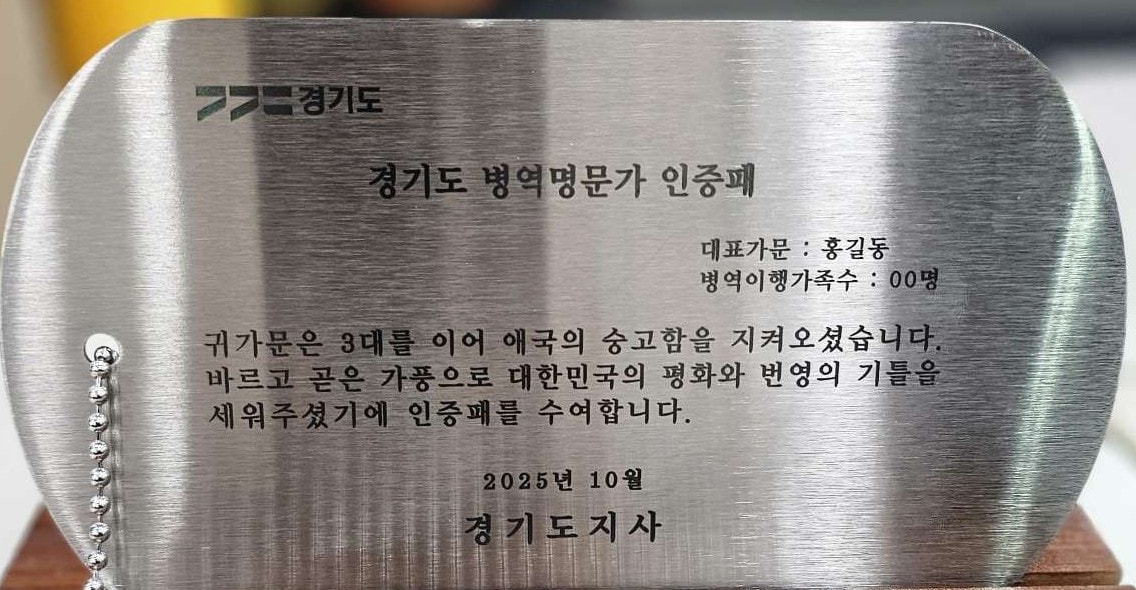 경기도
경기도 병역명문가 인증패
대표가문 : 홍길동
병역이행가족수 : 00명
귀가문은 3대를 이어 애국의 숭고함을 지켜오셨습니다.
바르고 곧은 가풍으로 대한민국의 평화와 번영의 기틀을
세워주셨기에 인증패를 수여합니다.
2025년 10월
경기도지사